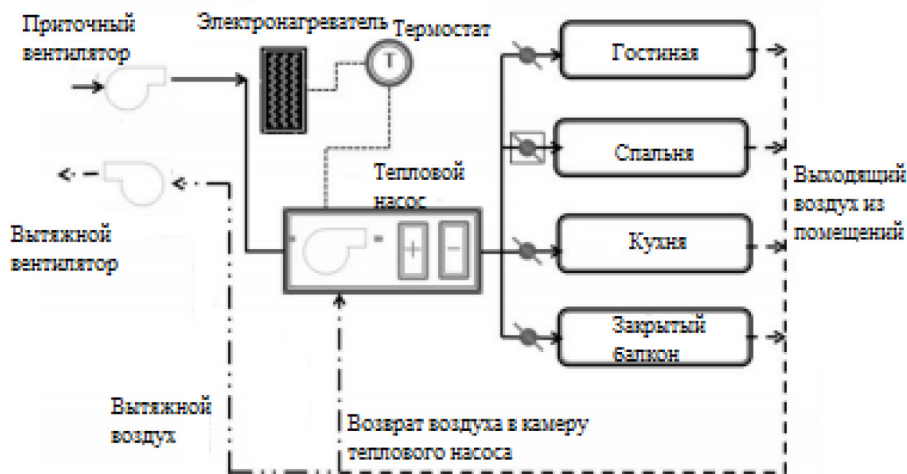 Электронагреватель
Приточный
вентилятор
Термостат
T
Гостиная
Спальня
Тепловой
насос
Выходящий
воздух из
помещений
Вытяжной
вентилятор
+
−
Кухня
Закрытый
балкон
Вытяжной
воздух
Возврат воздуха в камеру
теплового насоса